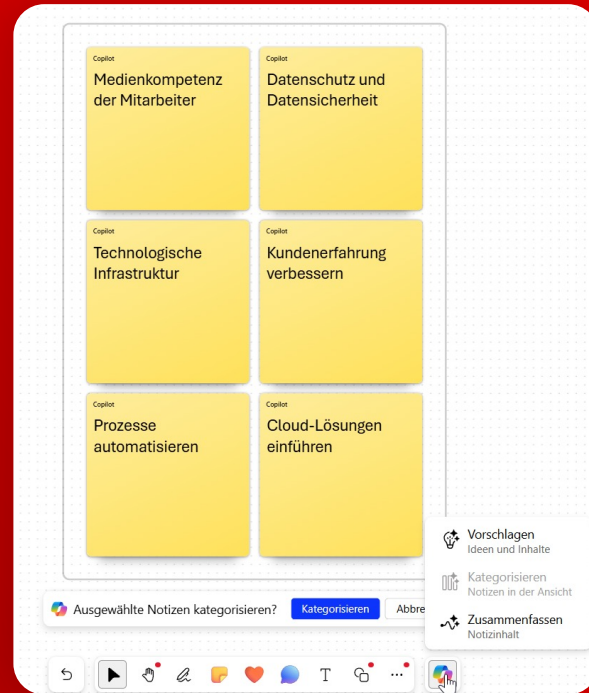 Copilot
Medienkompetenz
der Mitarbeiter
Copilot
Datenschutz und
Datensicherheit
Copilot
Technologische
Infrastruktur
Copilot
Kundenerfahrung
verbessern
Copilot
Prozesse
automatisieren
Copilot
Cloud-Lösungen
einführen
Vorschlagen
Ideen und Inhalte
Kategorisieren
Notizen in der Ansicht
Zusammenfassen
Notizinhalt
Ausgewählte Notizen kategorisieren?
Kategorisieren
Abbre
T